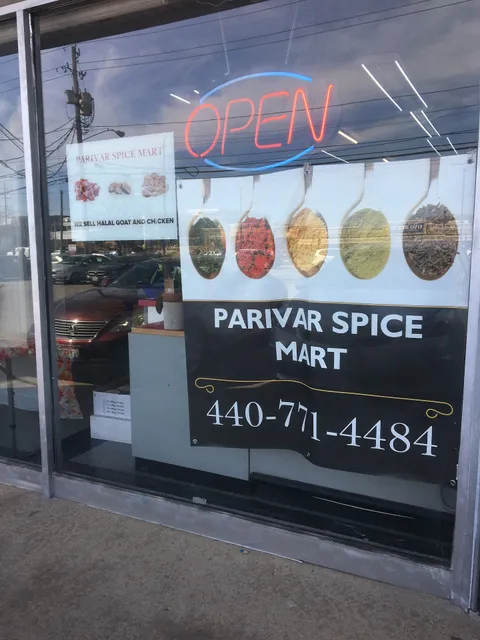 OPEN
PARIVAR SPICE MART
WE SELL HALAL GOAT AND CHICKEN
PARIVAR SPICE
MART
440-771-4484